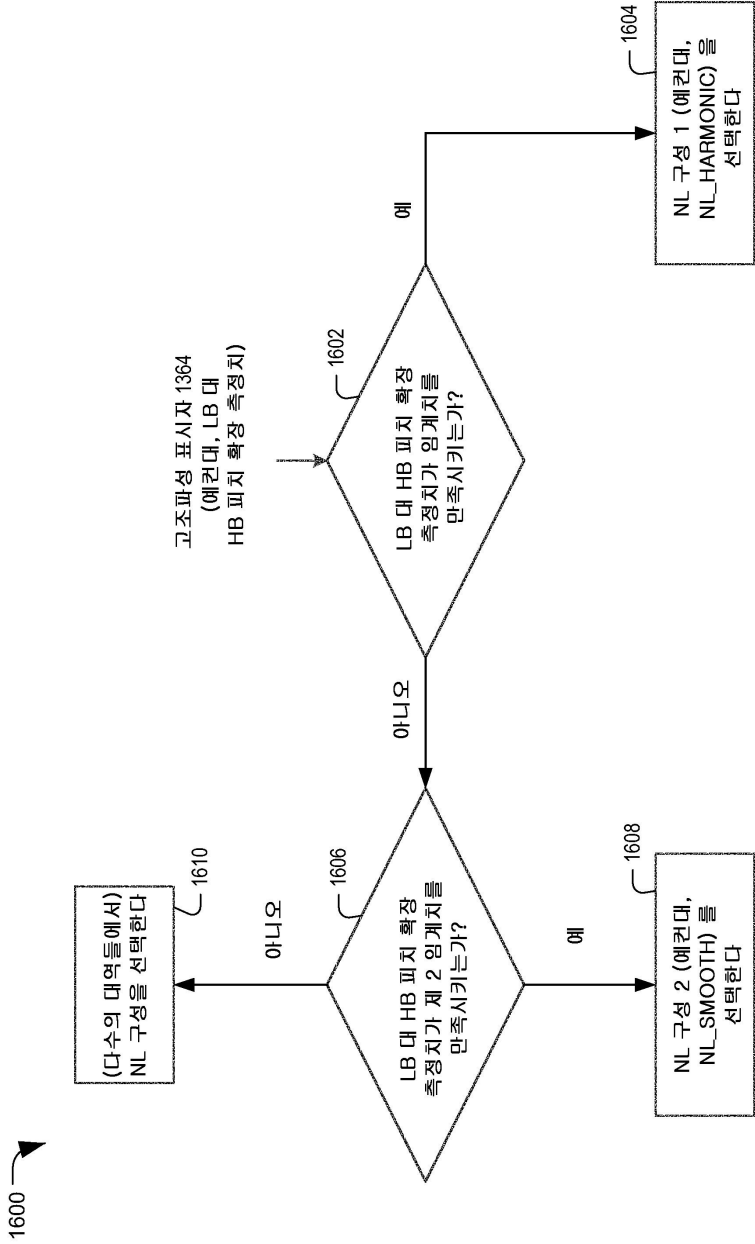 1600
고조파성 표시자 1364
(예컨대, LB 대
HB 피치 확장 측정치)
1602
LB 대 HB 피치 확장
측정치가 임계치를
만족시키는가?
예
1604
NL 구성 1 (예컨대,
NL_HARMONIC) 을
선택한다
아니오
1606
LB 대 HB 피치 확장
측정치가 제 2 임계치를
만족시키는가?
아니오
1610
(다수의 대역들에서)
NL 구성을 선택한다
예
1608
NL 구성 2 (예컨대,
NL_SMOOTH) 를
선택한다